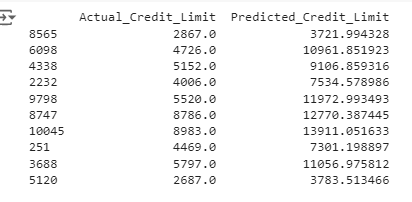 Actual_Credit_Limit Predicted_Credit_Limit
8565 2867.0 3721.994328
6098 4726.0 10961.851923
4338 5152.0 9106.859316
2232 4006.0 7534.578986
9798 5520.0 11972.993493
8747 8786.0 12770.387445
10045 8983.0 13911.051633
251 4469.0 7301.198897
3688 5797.0 11056.975812
5120 2687.0 3783.513466